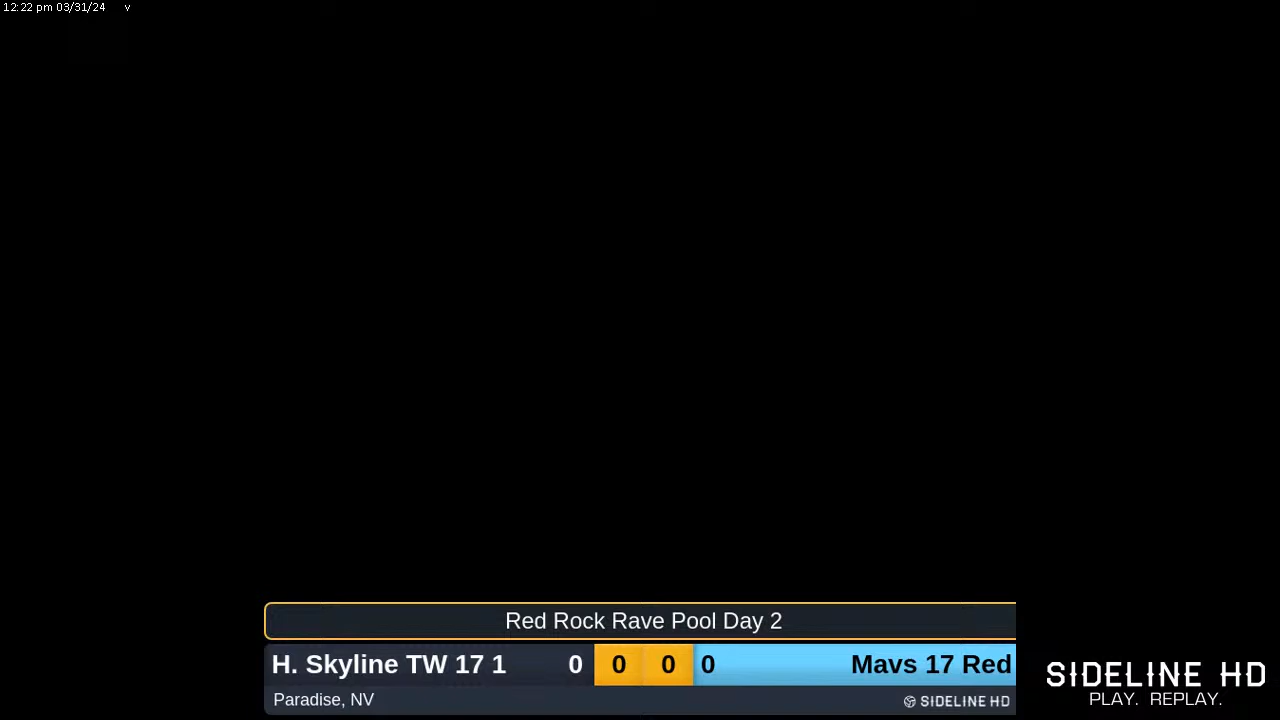 12:22 pm 03/31/24 v
Red Rock Rave Pool Day 2
H. Skyline TW 17 1 0 0 0 0 Mavs 17 Red
Paradise, NV SIDELINE HD
SIDELINE HD
PLAY. REPLAY.